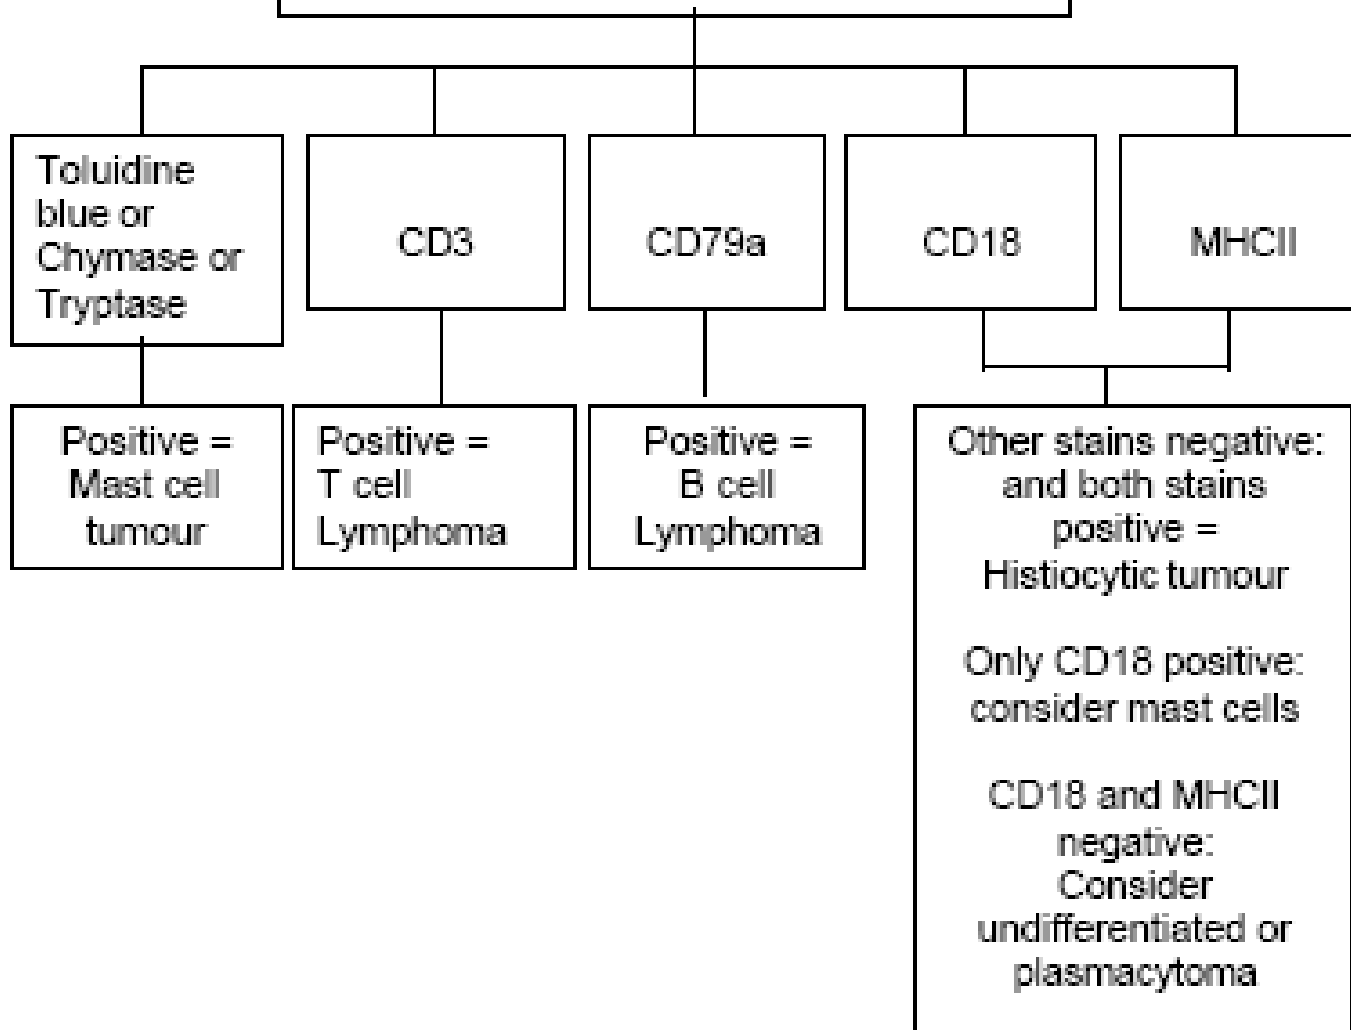 Toluidine
blue or
Chymase or
Tryptase
CD3
CD79a
CD18
MHCII
Positive =
Mast cell
tumour
Positive =
T cell
Lymphoma
Positive =
B cell
Lymphoma
Other stains negative:
and both stains
positive =
Histiocytic tumour
Only CD18 positive:
consider mast cells
CD18 and MHCII
negative:
Consider
undifferentiated or
plasmacytoma